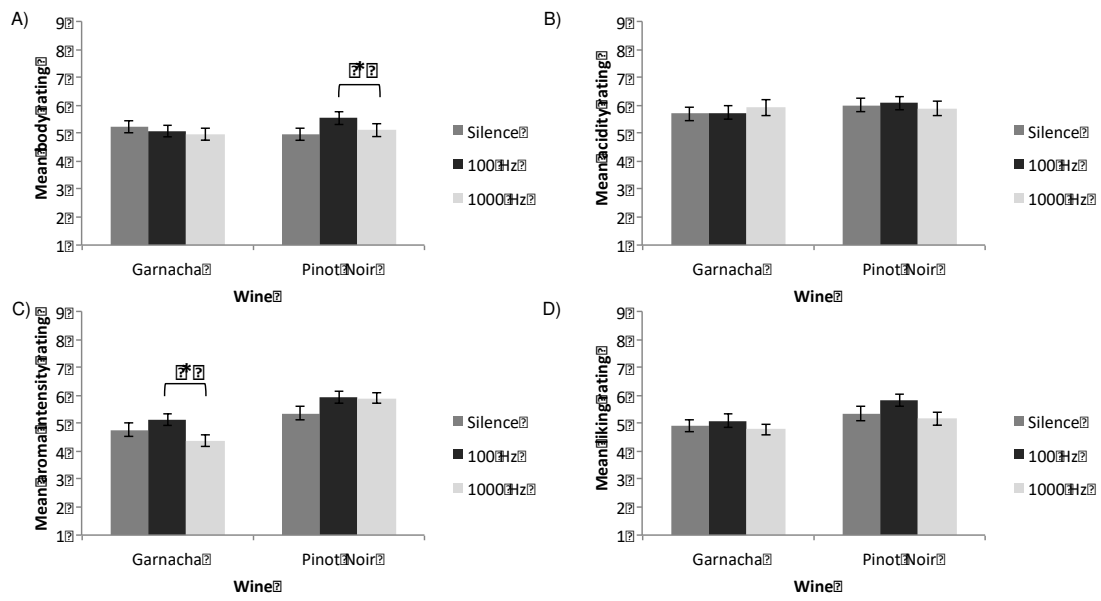 A)
Mean body rating
9
8
7
6
5
4
3
2
1
*
Silence
100 Hz
1000 Hz
Garnacha
Pinot Noir
Wine
B)
Mean acidity rating
9
8
7
6
5
4
3
2
1
Silence
100 Hz
1000 Hz
Garnacha
Pinot Noir
Wine
C)
Mean aroma intensity rating
9
8
7
6
5
4
3
2
1
*
Silence
100 Hz
1000 Hz
Garnacha
Pinot Noir
Wine
D)
Mean liking rating
9
8
7
6
5
4
3
2
1
Silence
100 Hz
1000 Hz
Garnacha
Pinot Noir
Wine